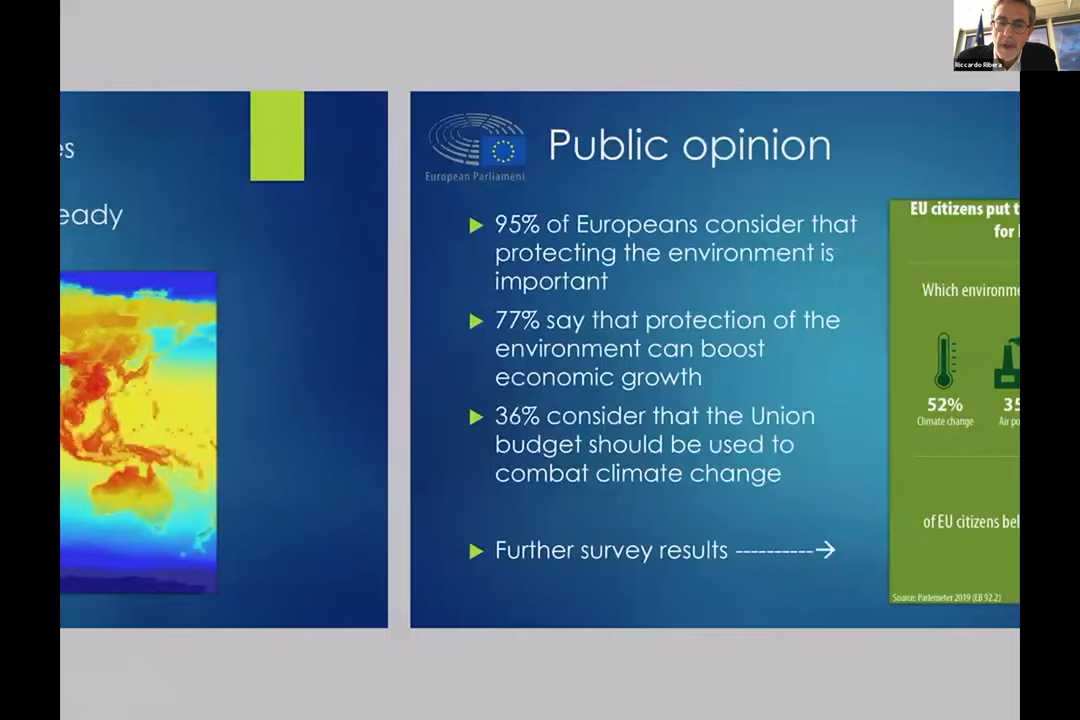 Riccardo Ribera
es
eady
European Parliament
Public opinion
95% of Europeans consider that
protecting the environment is
important
77% say that protection of the
environment can boost
economic growth
36% consider that the Union
budget should be used to
combat climate change
Further survey results ----------→
EU citizens put t
for
Which environme
52%
35
Climate change
Air po
of EU citizens bel
Source: Parlemeter 2019 (EB 92.2)